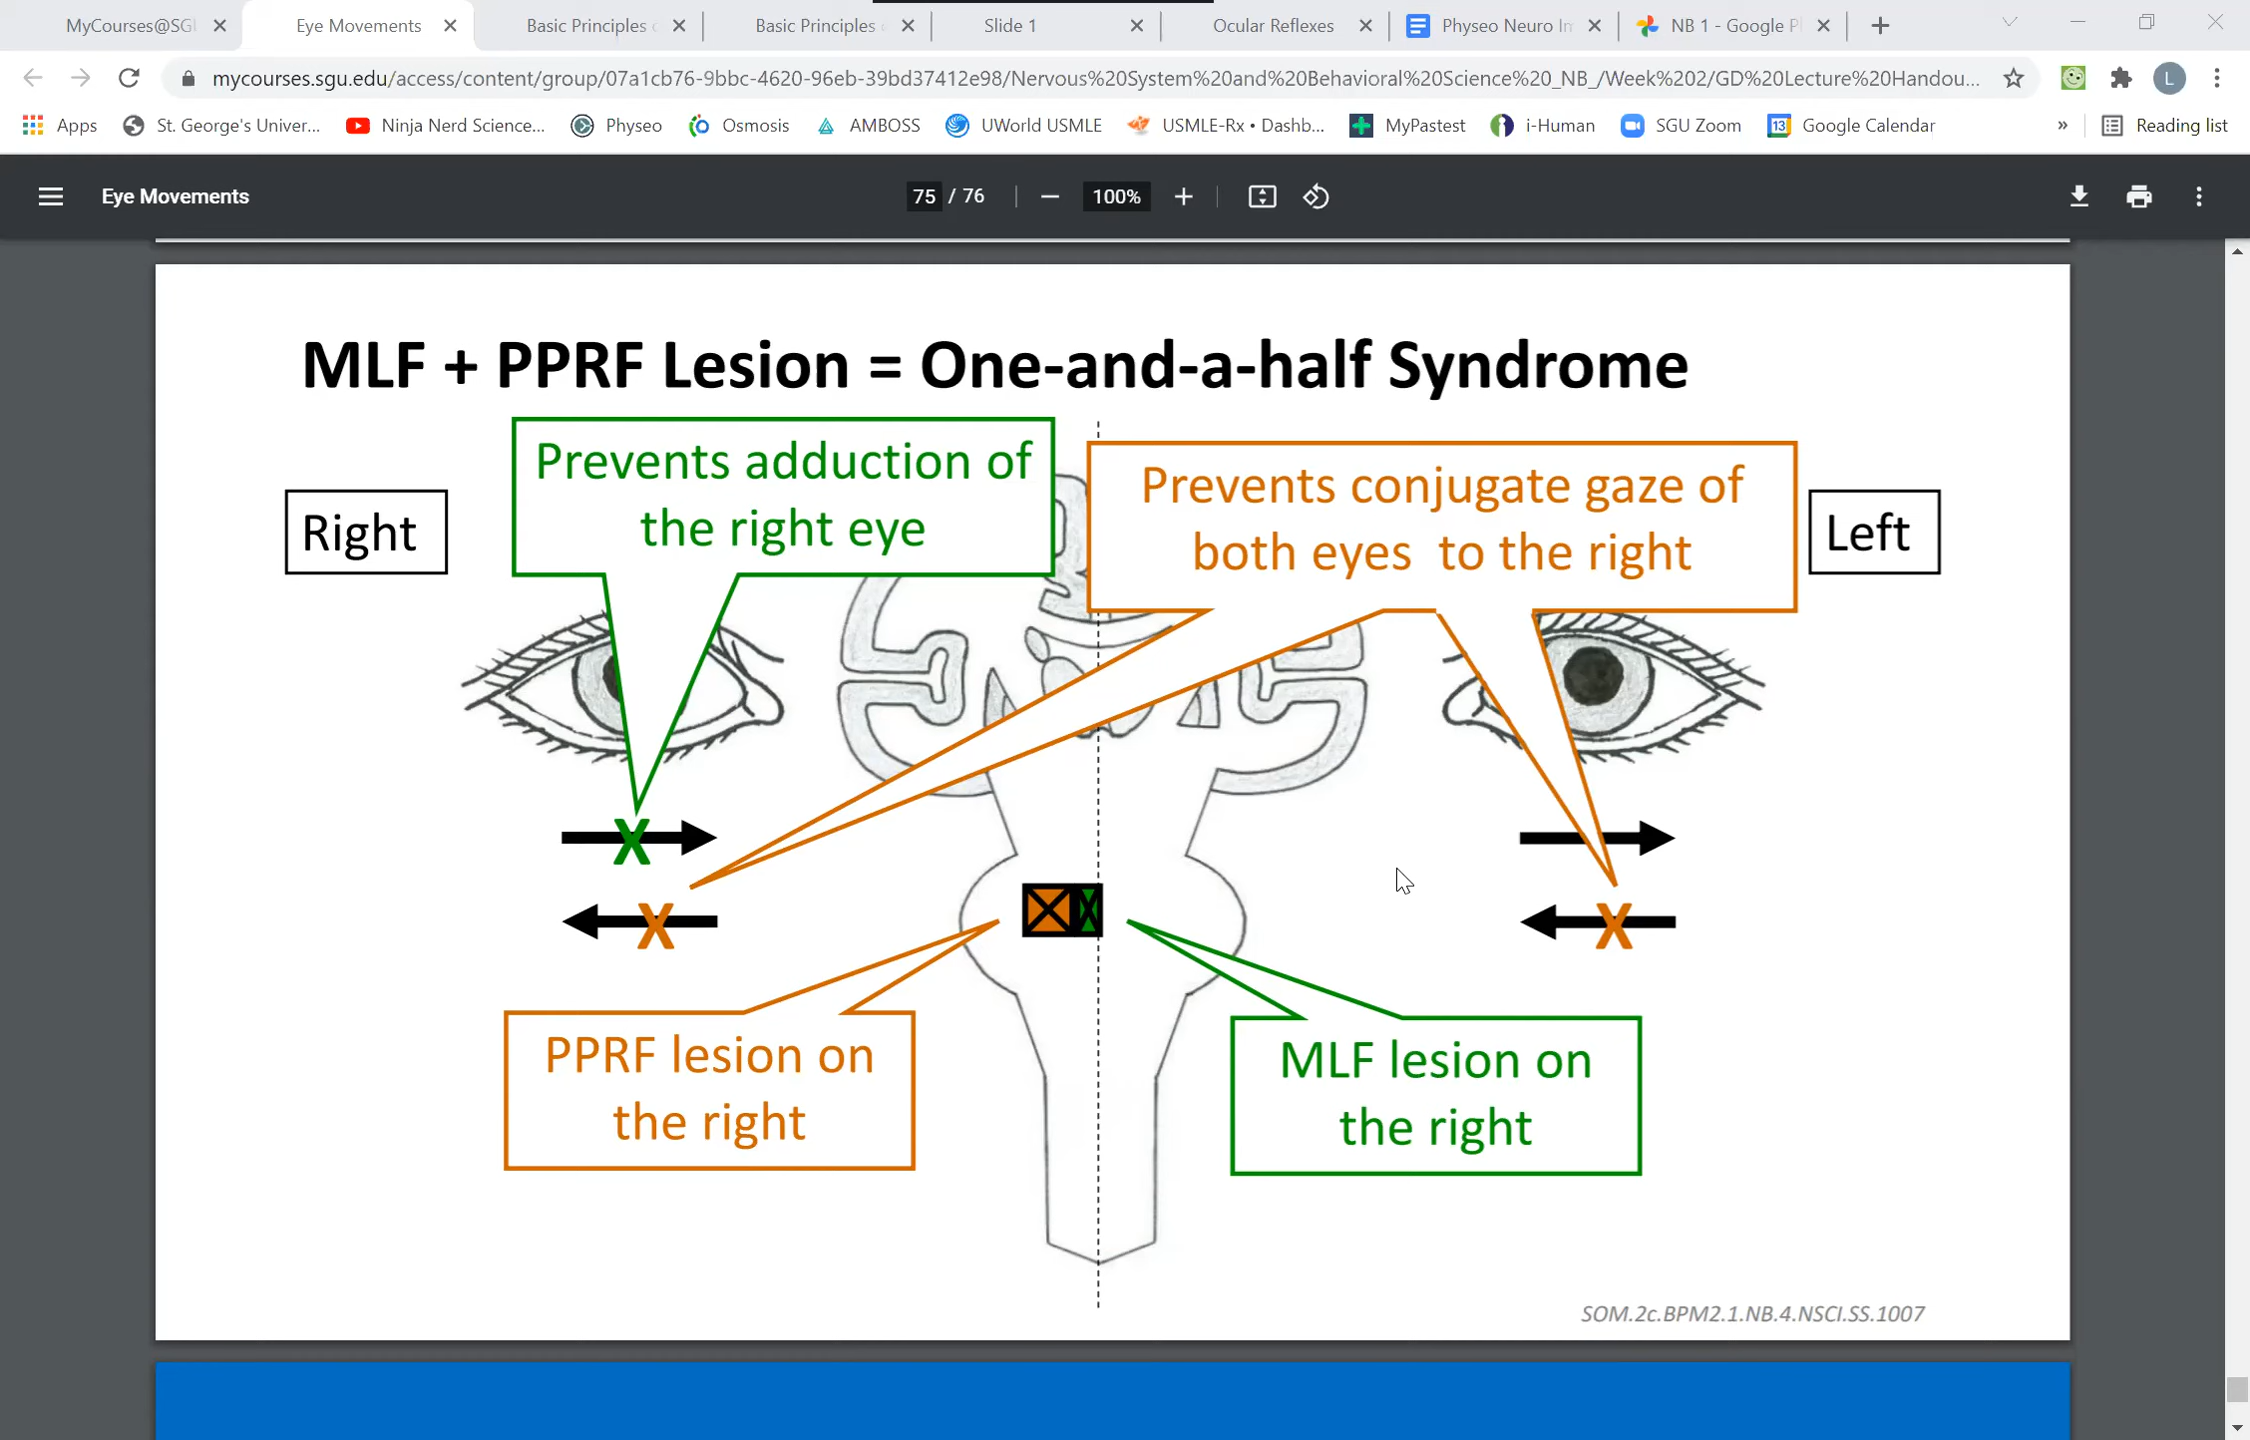 MyCourses@SG
Eye Movements
Basic Principles
Basic Principles
Slide 1
Ocular Reflexes
Physeo Neuro
NB 1 - Google
mycourses.sgu.edu/access/content/group/07a1cb76-9bbc-4620-96eb-39bd37412e98/Nervous%20System%20and%20Behavioral%20Science%20_NB_/Week%202/GD%20Lecture%20Handou...
L
Apps
St. George's Univer...
Ninja Nerd Science...
Physeo
Osmosis
AMBOSS
UWorld USMLE
USMLE-Rx • Dashb...
MyPastest
i-Human
SGU Zoom
13
Google Calendar
»
Reading list
Eye Movements
75 / 76
100%
MLF + PPRF Lesion = One-and-a-half Syndrome
Right
Prevents adduction of
the right eye
Prevents conjugate gaze of
both eyes to the right
Left
X
X
X
PPRF lesion on
the right
MLF lesion on
the right
SOM.2c.BPM2.1.NB.4.NSCI.SS.1007